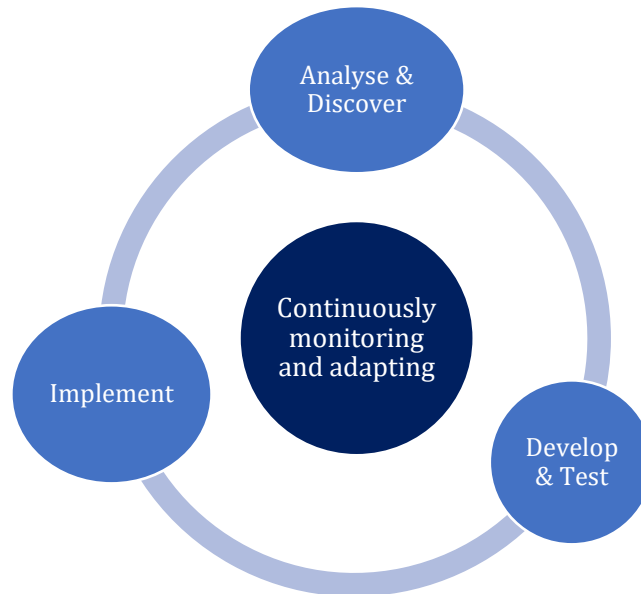 Analyse &
Discover
Continuously
monitoring
and adapting
Implement
Develop
& Test